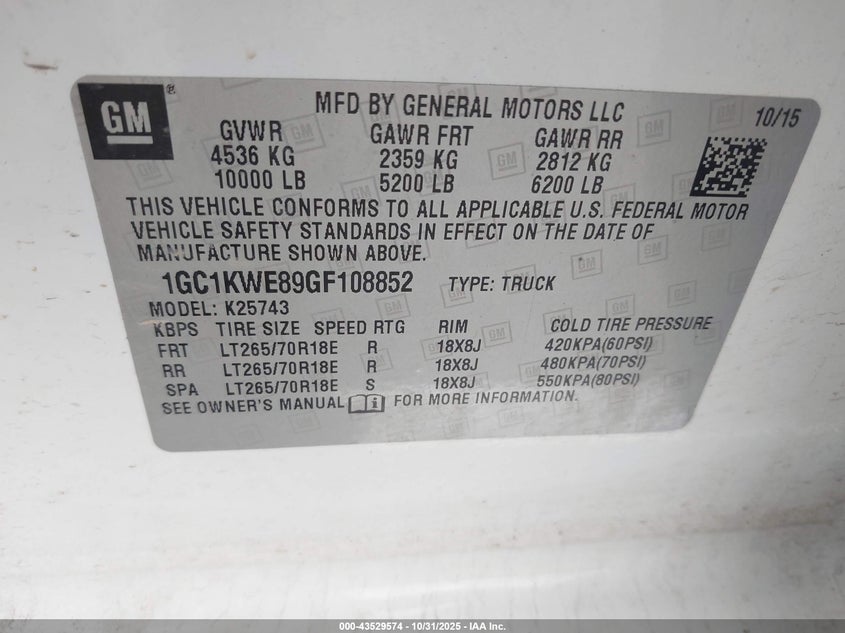 GM ® MFD BY GENERAL MOTORS LLC 10/15
GVWR GAWR FRT GAWR RR
4536 KG 2359 KG 2812 KG
10000 LB 5200 LB 6200 LB
THIS VEHICLE CONFORMS TO ALL APPLICABLE U.S. FEDERAL MOTOR
VEHICLE SAFETY STANDARDS IN EFFECT ON THE DATE OF
MANUFACTURE SHOWN ABOVE.
1GC1KWE89GF108852 TYPE: TRUCK
MODEL: K25743
KBPS TIRE SIZE SPEED RTG RIM COLD TIRE PRESSURE
FRT LT265/70R18E R 18X8J 420KPA(60PSI)
RR LT265/70R18E R 18X8J 480KPA(70PSI)
SPA LT265/70R18E S 18X8J 550KPA(80PSI)
SEE OWNER'S MANUAL i FOR MORE INFORMATION.
000-43529574 | 10/31/2025 - IAA Inc.